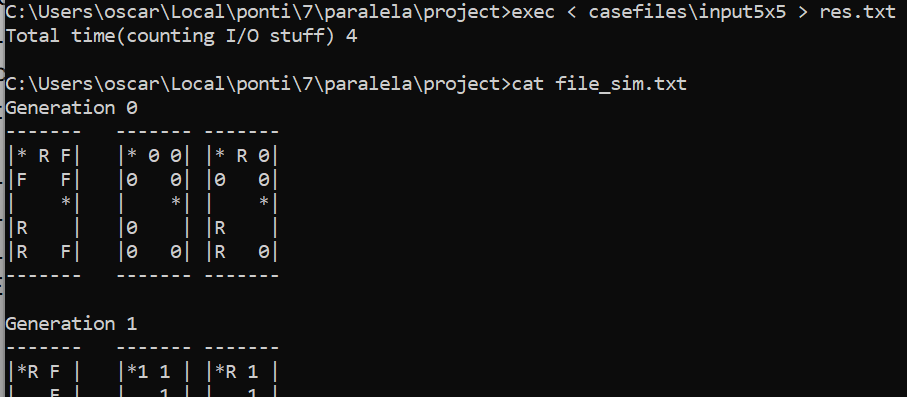 C:\Users\oscar\Local\ponti\7\paralela\project>exec < casefiles\input5x5 > res.txt
Total time(counting I/O stuff) 4

C:\Users\oscar\Local\ponti\7\paralela\project>cat file_sim.txt
Generation 0
-------   ------- -------
|* R F|   |* 0 0| |* R 0|
|F   F|   |0   0| |0   0|
|    *|   |    *| |    *|
|R    |   |0    | |R    |
|R   F|   |0   0| |R   0|
-------   ------- -------

Generation 1
-------   ------- -------
|*R F |   |*1 1 | |*R 1 |